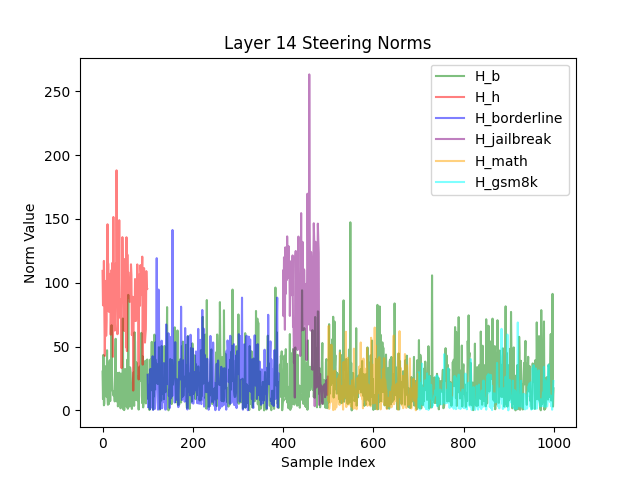 Layer 14 Steering Norms
H_b
H_h
H_borderline
H_jailbreak
H_math
H_gsm8k
Norm Value
250
200
150
100
50
0
0 200 400 600 800 1000
Sample Index